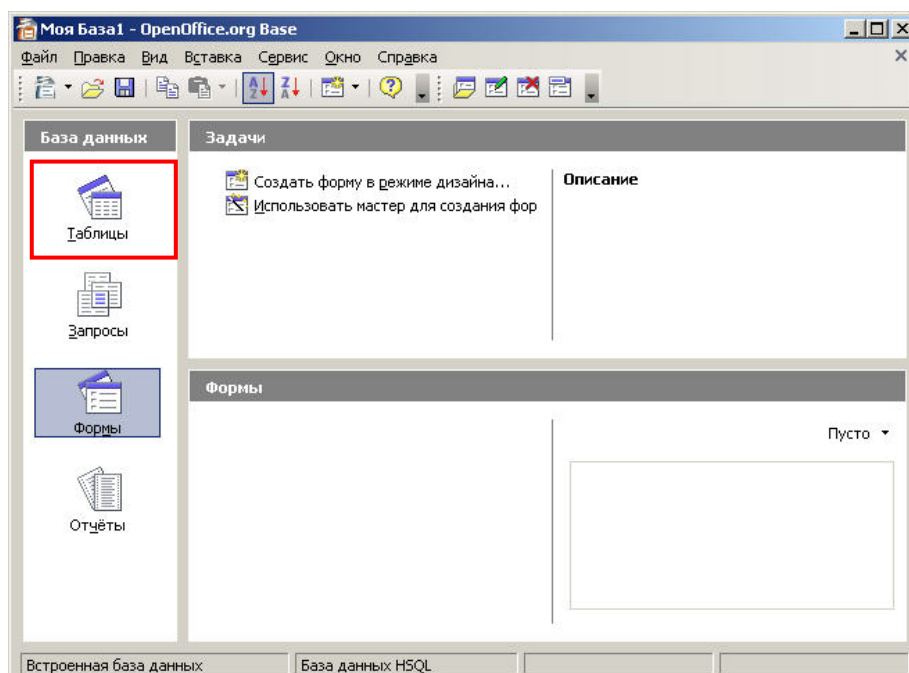 Моя База1 - OpenOffice.org Base
Файл Правка Вид Вставка Сервис Окно Справка
База данных
Задачи
Создать форму в режиме дизайна...
Использовать мастер для создания фор
Описание
Таблицы
Запросы
Формы
Отчёты
Формы
Пусто
Встроенная база данных
База данных HSQL